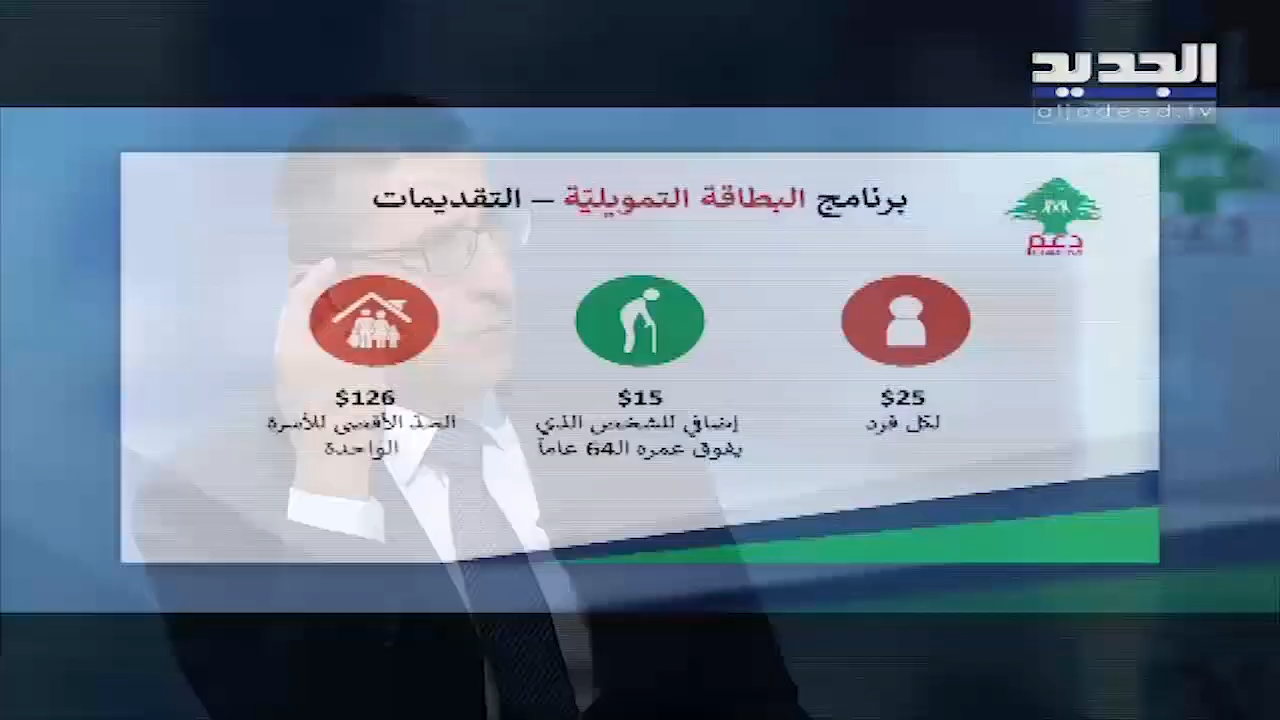 الجديد
aljadeed.tv
برنامج البطاقة التمويليّة – التقديمات
دعم
$25
لكل فرد
$15
إضافي للشخص الذي
يفوق عمره الـ64 عاماً
$126
الحد الأقصى للأسرة
الواحدة